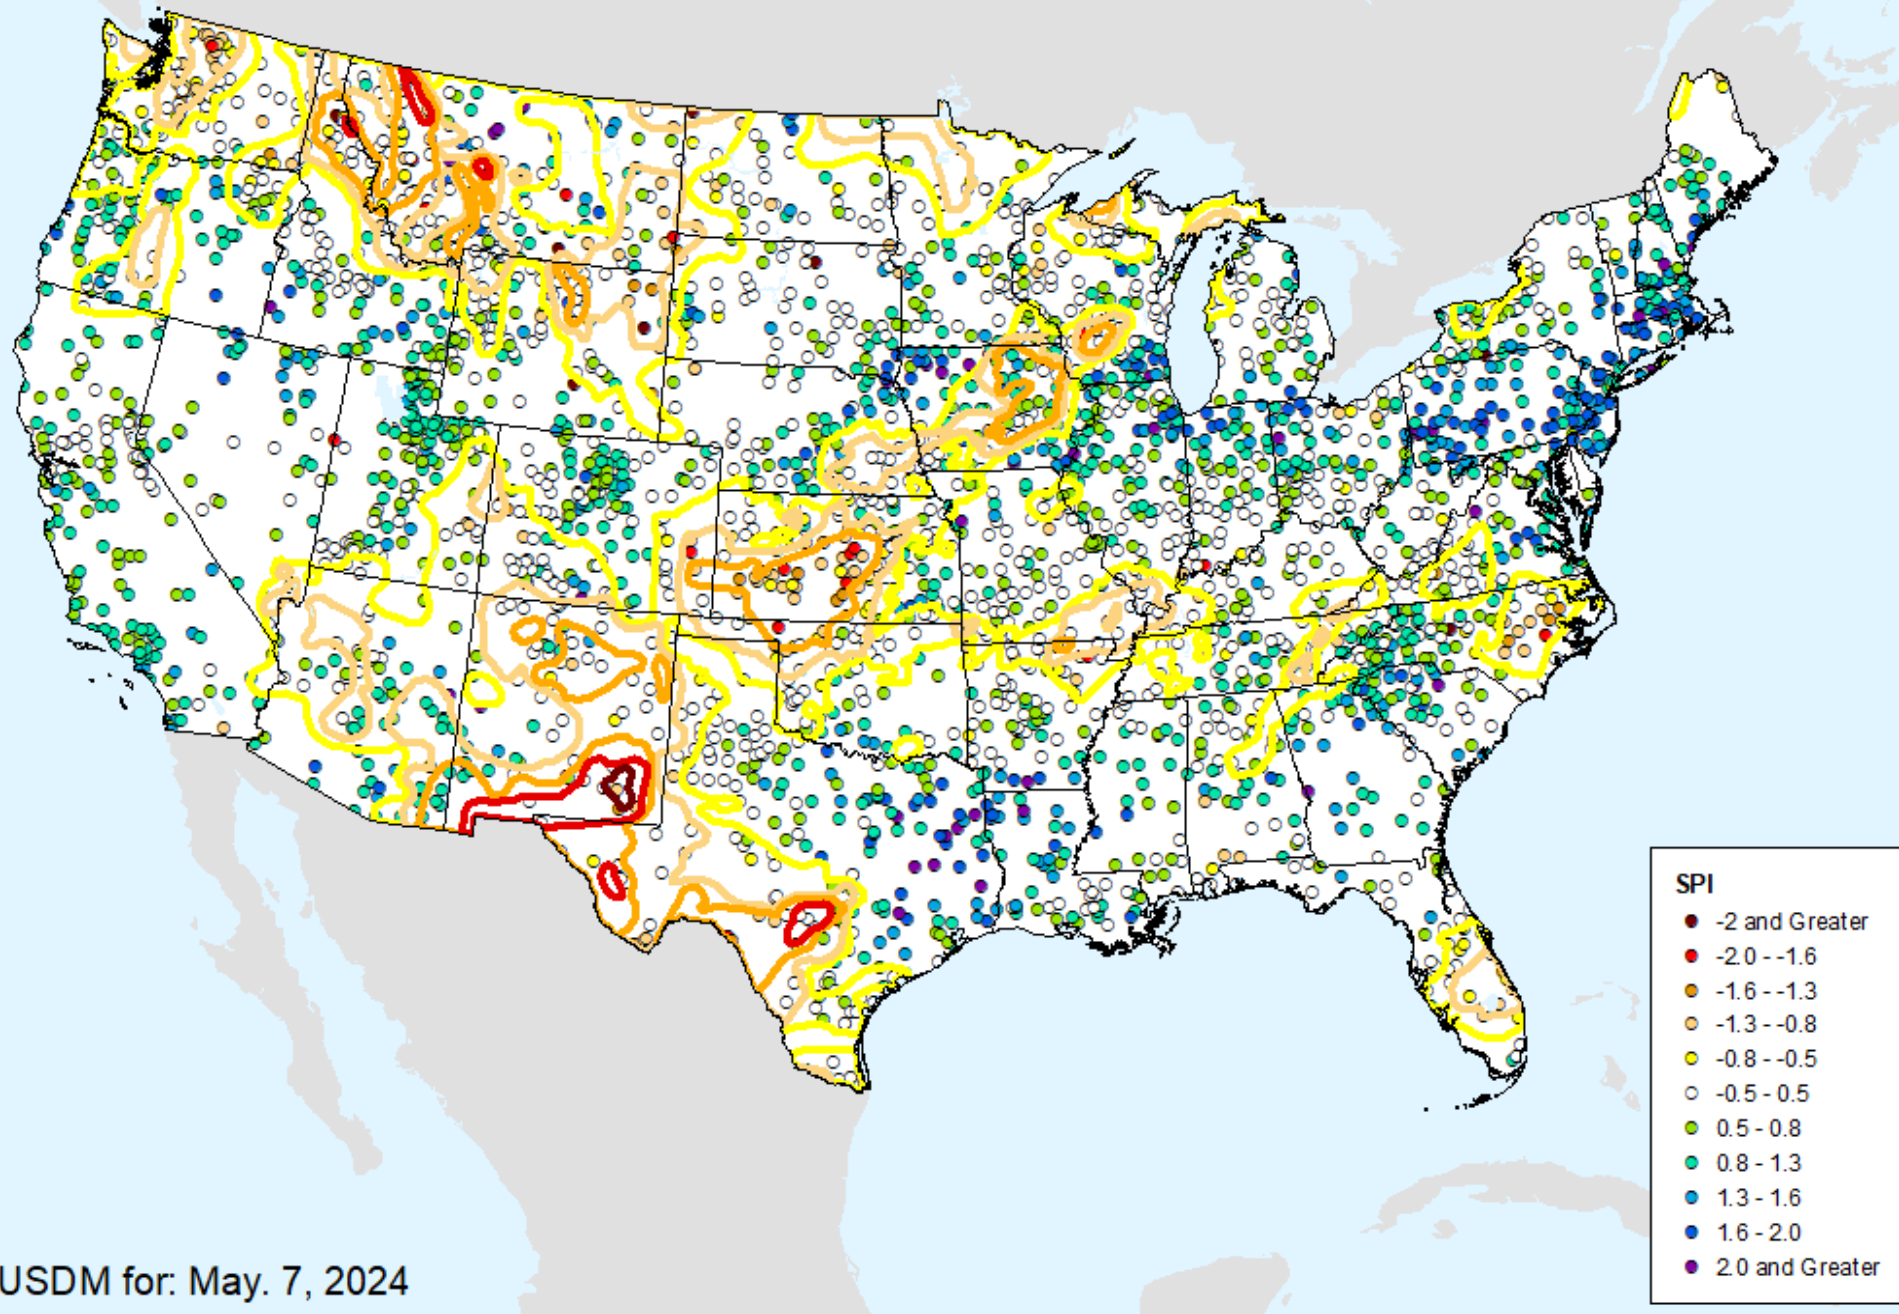 SPI
-2 and Greater
-2.0 - -1.6
-1.6 - -1.3
-1.3 - -0.8
-0.8 - -0.5
-0.5 - 0.5
0.5 - 0.8
0.8 - 1.3
1.3 - 1.6
1.6 - 2.0
2.0 and Greater
USDM for: May. 7, 2024